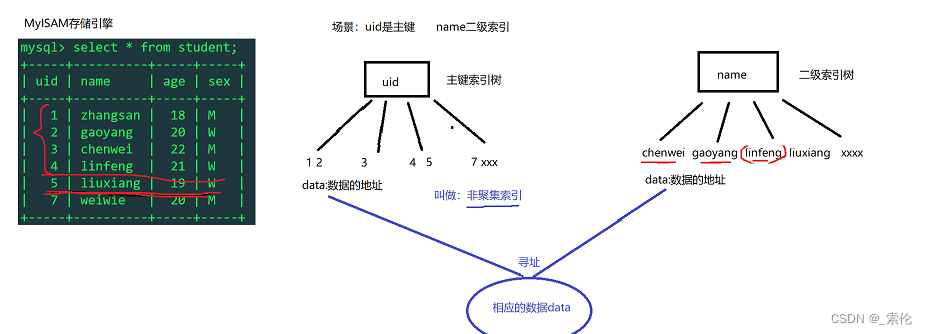 MyISAM存储引擎
mysql> select * from student;
+-----+----------+-----+-----+
| uid | name | age | sex |
+-----+----------+-----+-----+
| 1 | zhangsan | 18 | M
| 2 | gaoyang | 20 | W
| 3 | chenwei | 22 | M
| 4 | linfeng | 21 | W
| 5 | liuxiang | 19 | W
| 7 | weiwie | 20 | M
+-----+----------+-----+-----+
场景：uid是主键 name二级索引
uid
主键索引树
1 2 3 4 5 7 xxx
data:数据的地址
叫做：非聚集索引
name
二级索引树
chenwei gaoyang linfeng liuxiang xxxx
data:数据的地址
寻址
相应的数据data
CSDN @_索伦